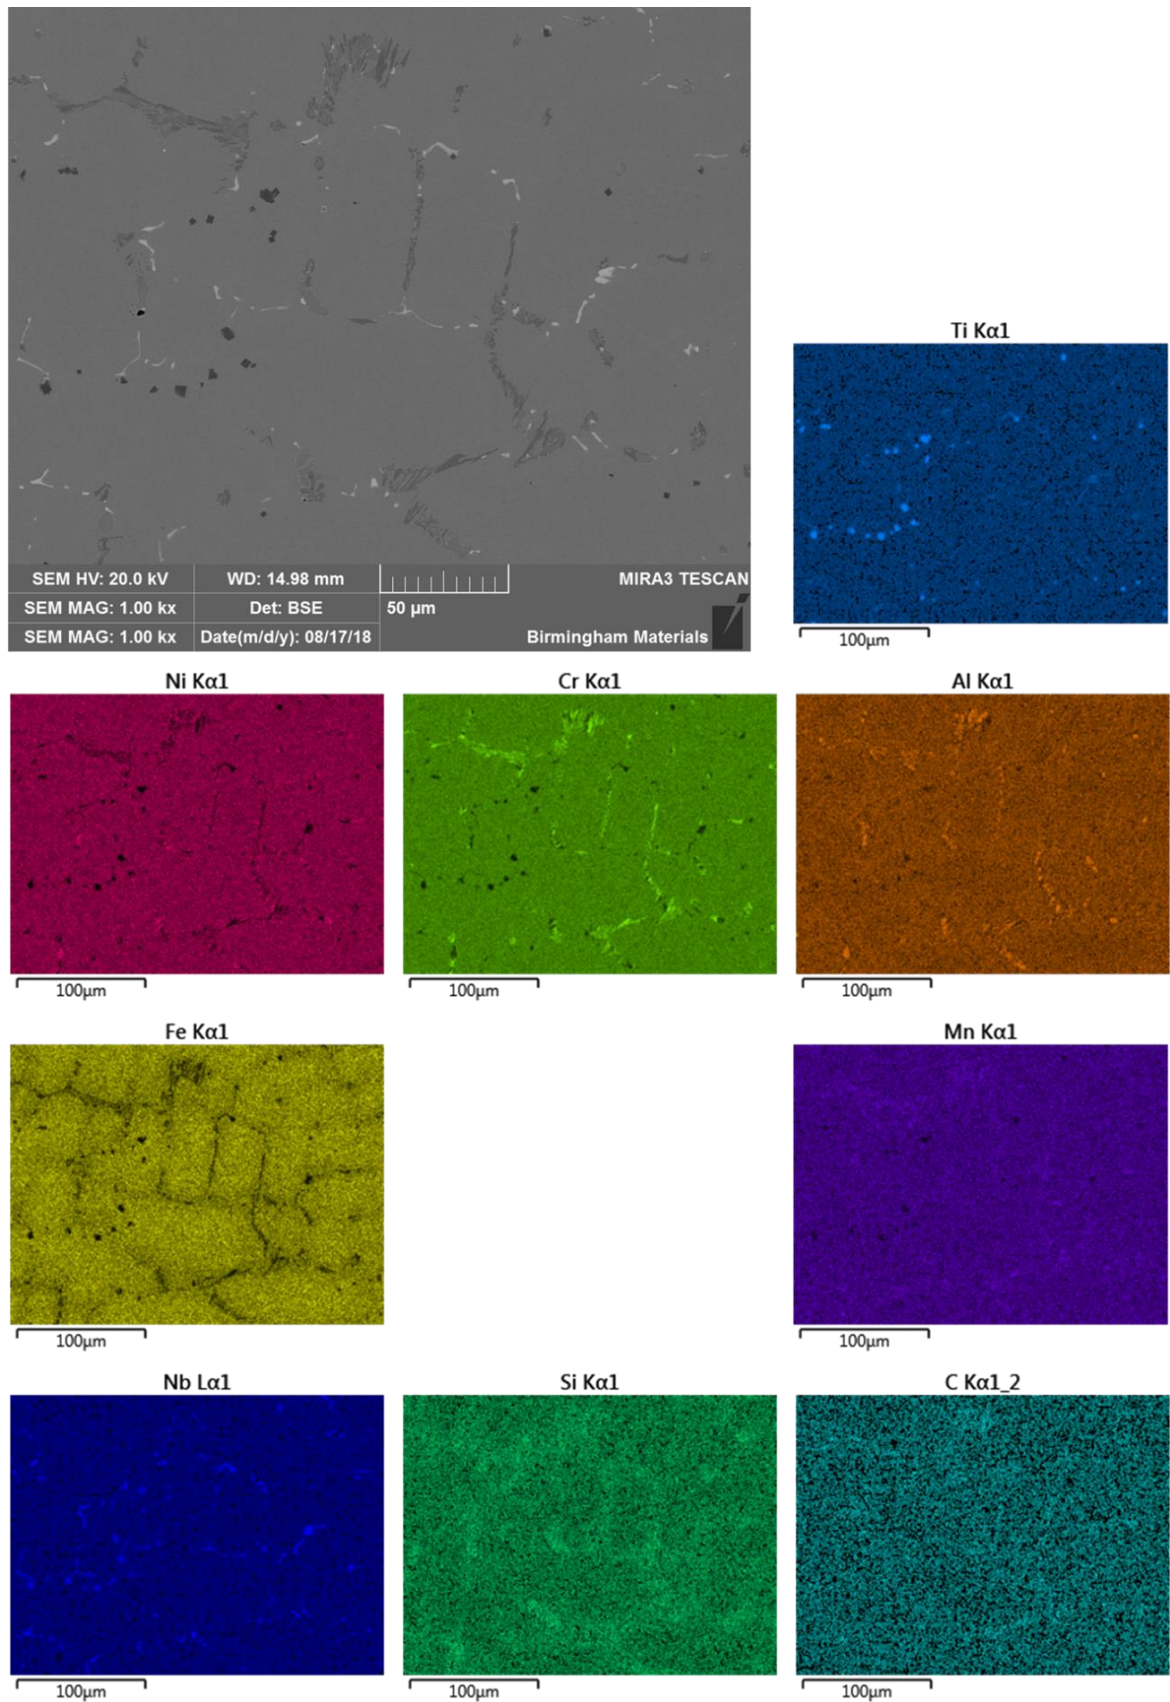 SEM HV: 20.0 kV WD: 14.98 mm MIRA3 TESCAN
SEM MAG: 1.00 kx Det: BSE 50 µm
SEM MAG: 1.00 kx Date(m/d/y): 08/17/18 Birmingham Materials
Ti Kα1
100µm
Ni Kα1 Cr Kα1 Al Kα1
100µm 100µm 100µm
Fe Kα1 Mn Kα1
100µm 100µm
Nb Lα1 Si Kα1 C Kα1_2
100µm 100µm 100µm